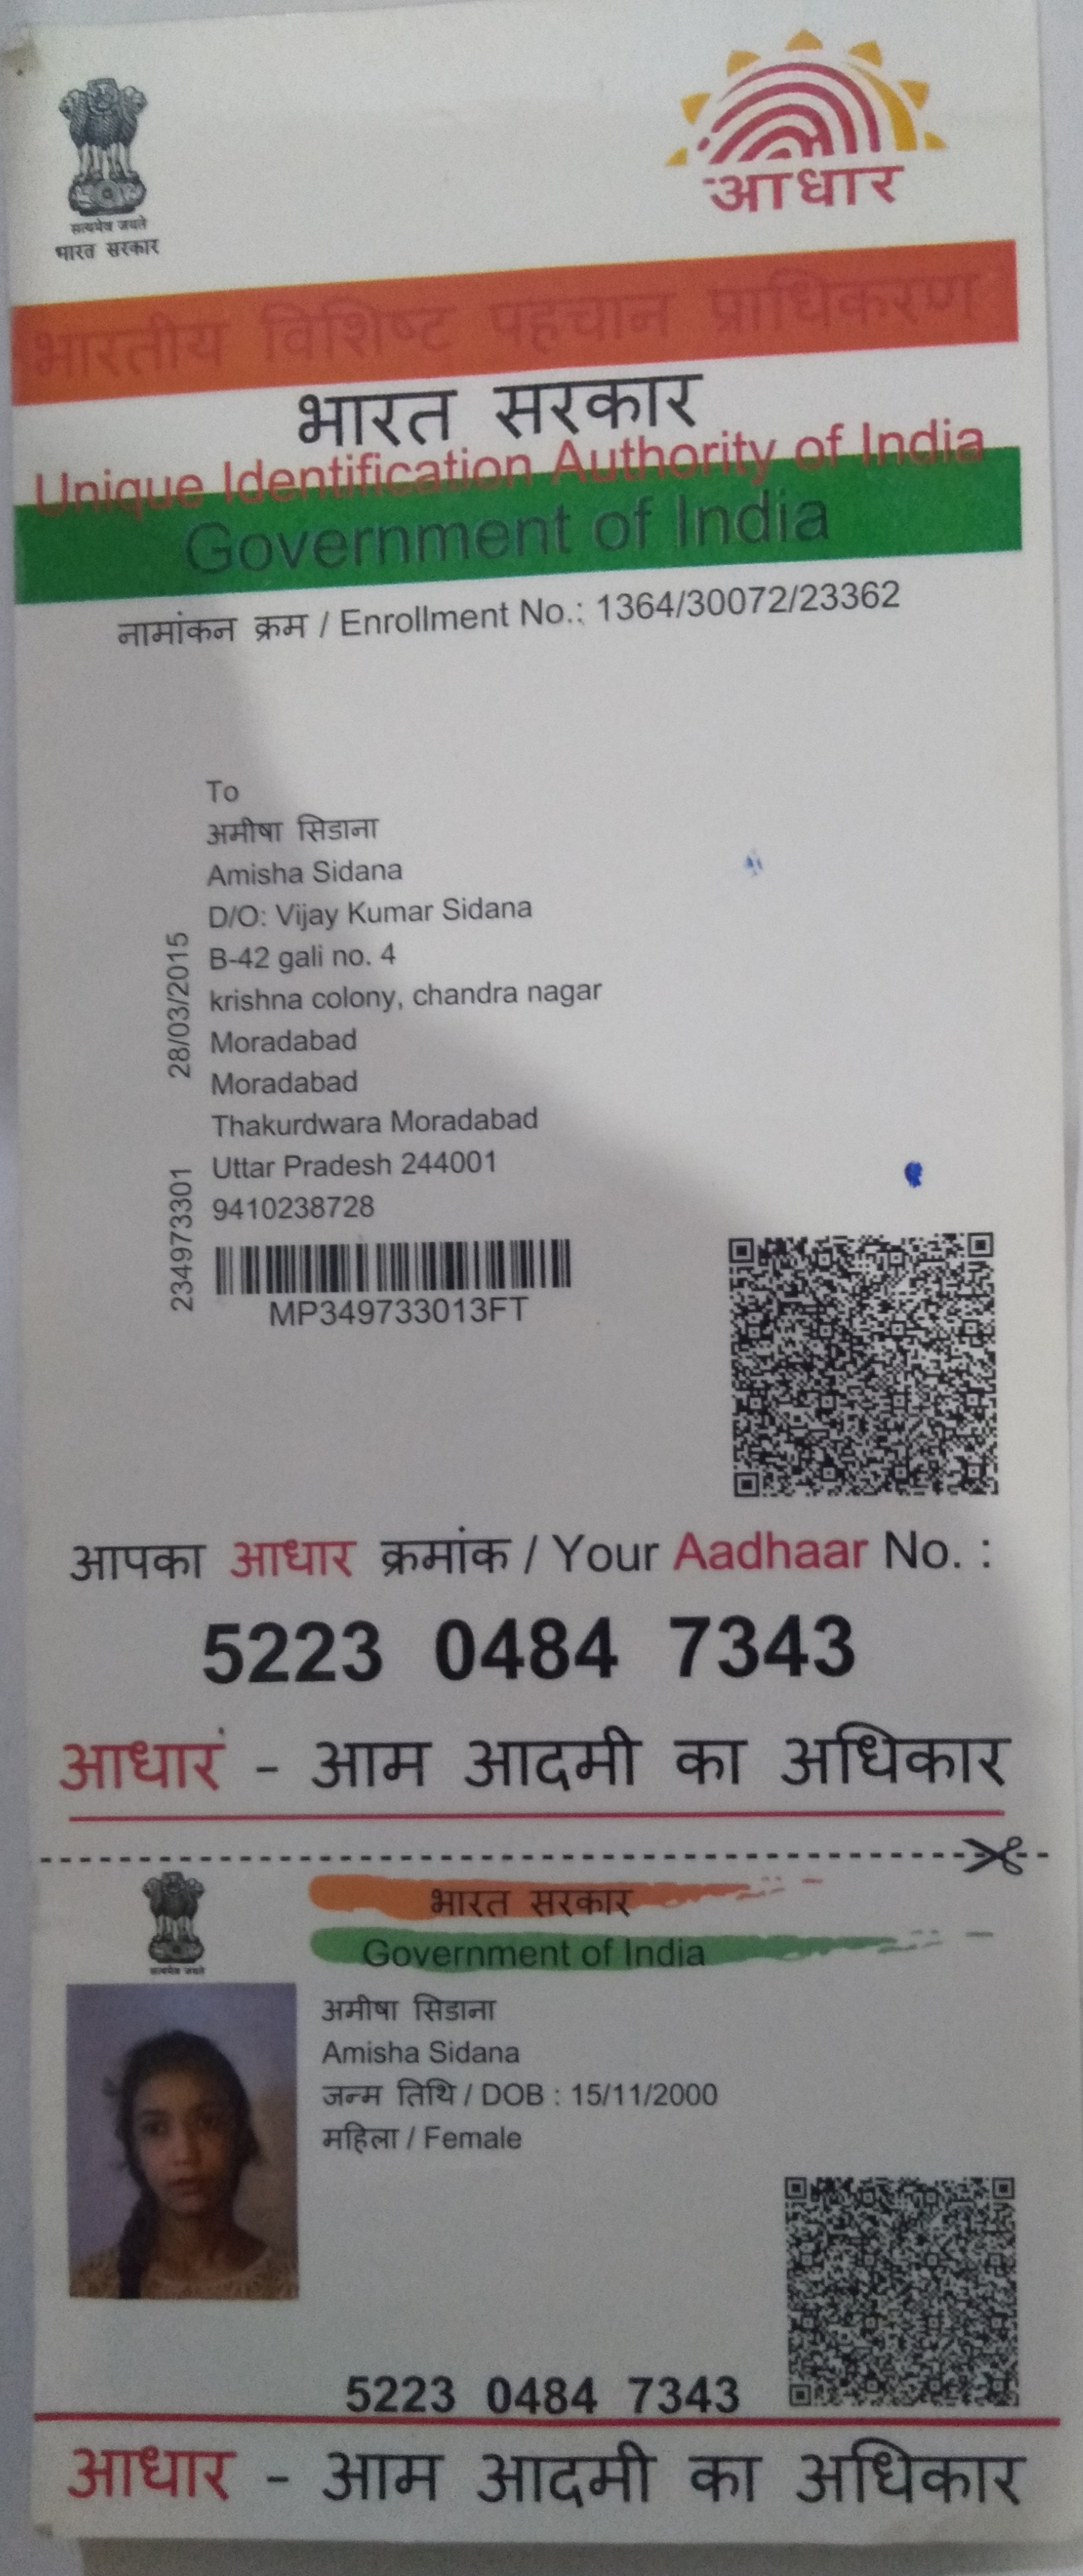 आधार
सत्यमेव जयते
भारत सरकार
भारतीय विशिष्ट पहचान प्राधिकरण
भारत सरकार
Unique Identification Authority of India
Government of India
नामांकन क्रम / Enrollment No.: 1364/30072/23362
To
अमीषा सिडाना
Amisha Sidana
D/O: Vijay Kumar Sidana
B-42 gali no. 4
krishna colony, chandra nagar
Moradabad
Moradabad
Thakurdwara Moradabad
Uttar Pradesh 244001
9410238728
28/03/2015
234973301
MP349733013FT
आपका आधार क्रमांक / Your Aadhaar No. :
5223 0484 7343
आधार - आम आदमी का अधिकार
भारत सरकार
Government of India
सत्यमेव जयते
अमीषा सिडाना
Amisha Sidana
जन्म तिथि / DOB : 15/11/2000
महिला / Female
5223 0484 7343
आधार - आम आदमी का अधिकार